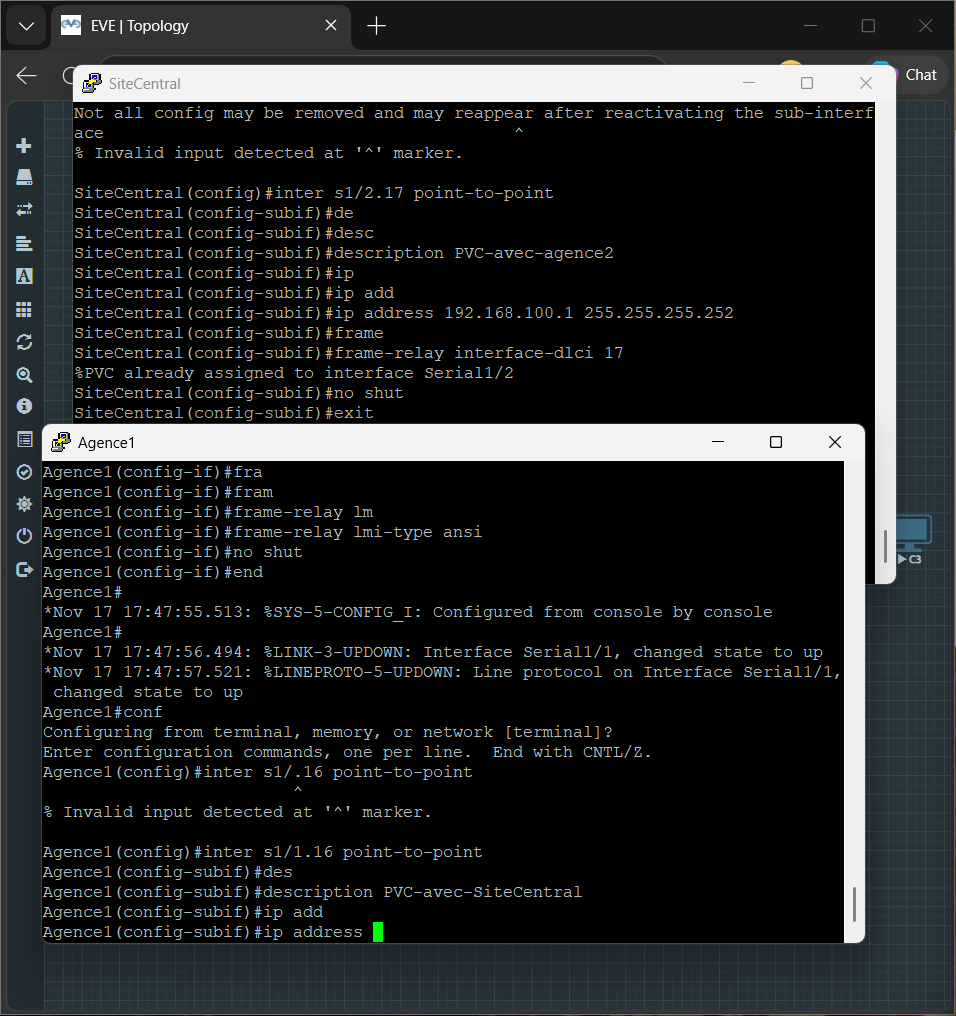 EVE | Topology
Chat
SiteCentral
Not all config may be removed and may reappear after reactivating the sub-interf
ace                                      ^
% Invalid input detected at '^' marker.
SiteCentral(config)#inter s1/2.17 point-to-point
SiteCentral(config-subif)#de
SiteCentral(config-subif)#desc
SiteCentral(config-subif)#description PVC-avec-agence2
SiteCentral(config-subif)#ip
SiteCentral(config-subif)#ip add
SiteCentral(config-subif)#ip address 192.168.100.1 255.255.255.252
SiteCentral(config-subif)#frame
SiteCentral(config-subif)#frame-relay interface-dlci 17
%PVC already assigned to interface Serial1/2
SiteCentral(config-subif)#no shut
SiteCentral(config-subif)#exit
Agence1
Agence1(config-if)#fra
Agence1(config-if)#fram
Agence1(config-if)#frame-relay lm
Agence1(config-if)#frame-relay lmi-type ansi
Agence1(config-if)#no shut
Agence1(config-if)#end
Agence1#
*Nov 17 17:47:55.513: %SYS-5-CONFIG_I: Configured from console by console
Agence1#
*Nov 17 17:47:56.494: %LINK-3-UPDOWN: Interface Serial1/1, changed state to up
*Nov 17 17:47:57.521: %LINEPROTO-5-UPDOWN: Line protocol on Interface Serial1/1,
 changed state to up
Agence1#conf
Configuring from terminal, memory, or network [terminal]?
Enter configuration commands, one per line.  End with CNTL/Z.
Agence1(config)#inter s1/.16 point-to-point
                        ^
% Invalid input detected at '^' marker.
Agence1(config)#inter s1/1.16 point-to-point
Agence1(config-subif)#des
Agence1(config-subif)#description PVC-avec-SiteCentral
Agence1(config-subif)#ip add
Agence1(config-subif)#ip address
C3